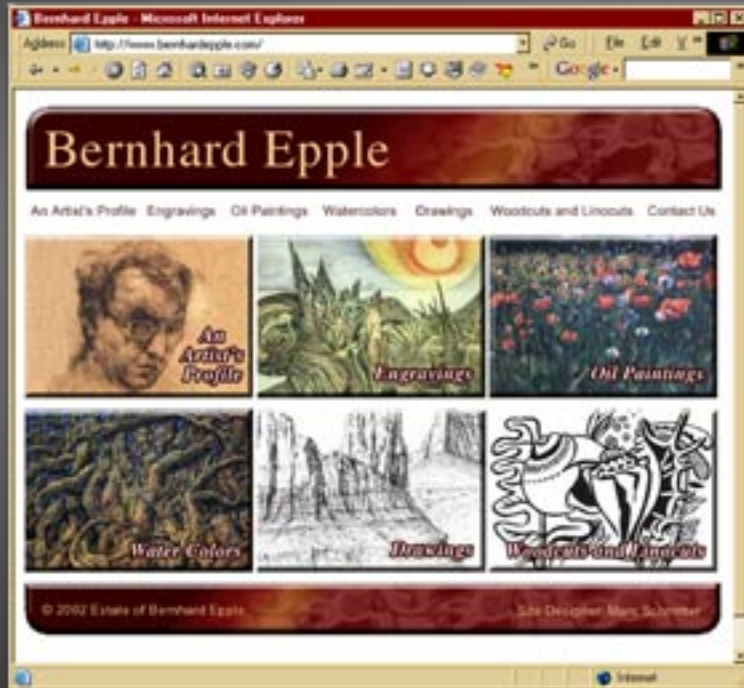 Bernhard Epple - Microsoft Internet Explorer
Address http://www.bernhardepple.com/ Go File Edit V
Google
Bernhard Epple
An Artist's Profile Engravings Oil Paintings Watercolors Drawings Woodcuts and Linocuts Contact Us
An
Artist's
Profile
Engravings
Oil Paintings
Water Colors
Drawings
Woodcuts and Linocuts
© 2002 Estate of Bernhard Epple
Site Designer: Marc
Internet